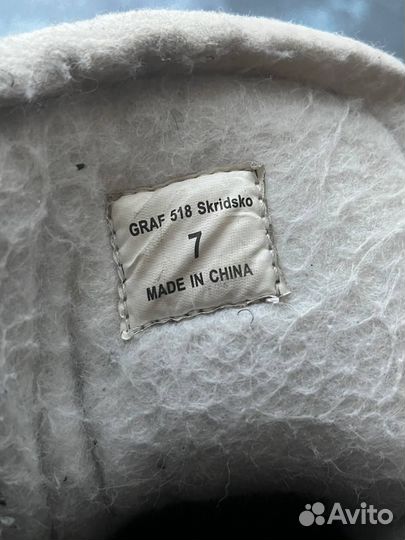 GRAF 518 Skridsko
7
MADE IN CHINA
Avito